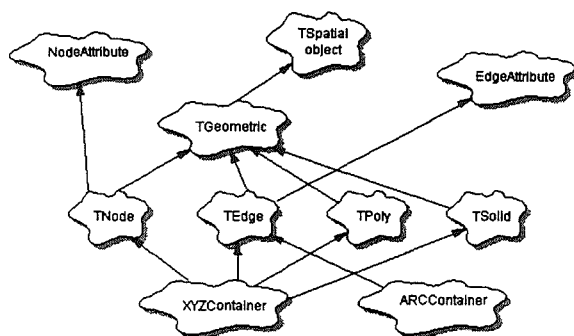 NodeAttribute
TSpatial
object
EdgeAttribute
TGeometric
TNode
TEdge
TPoly
TSolid
XYZContainer
ARCContainer